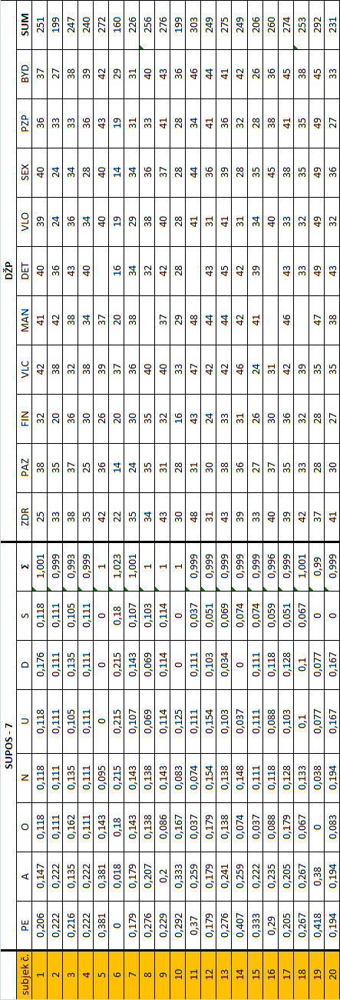 SUPOS - 7 DŽP
subjek č. PE A O N U D S Σ ZDR PAZ FIN VLC MAN DET VLO SEX PZP BYD SUM
1 0,206 0,147 0,118 0,118 0,118 0,176 0,118 1,001 25 38 32 42 41 40 39 40 36 37 251
2 0,222 0,222 0,111 0,111 0,111 0,111 0,111 0,999 33 35 20 38 42 36 24 24 33 27 199
3 0,216 0,135 0,162 0,135 0,105 0,135 0,105 0,993 38 37 36 32 38 43 36 34 33 38 247
4 0,222 0,222 0,111 0,111 0,111 0,111 0,111 0,999 35 25 30 38 34 40 34 28 36 39 240
5 0,381 0,381 0,143 0,095 0 0 0 1 42 36 26 39 37 40 40 43 42 272
6 0 0,018 0,18 0,215 0,215 0,215 0,18 1,023 22 14 20 37 20 16 19 14 19 29 160
7 0,179 0,179 0,143 0,143 0,107 0,143 0,107 1,001 35 24 30 36 38 34 29 34 31 31 226
8 0,276 0,207 0,138 0,138 0,069 0,069 0,103 1 34 35 35 40 32 38 36 33 40 256
9 0,229 0,2 0,086 0,143 0,114 0,114 0,114 1 43 31 32 40 37 42 40 37 41 43 276
10 0,292 0,333 0,167 0,083 0,125 0 0 1 30 28 16 33 29 28 28 28 28 36 199
11 0,37 0,259 0,037 0,074 0,111 0,111 0,037 0,999 48 31 43 47 48 41 44 34 46 303
12 0,179 0,179 0,179 0,154 0,154 0,103 0,051 0,999 31 30 24 42 44 43 31 36 41 44 249
13 0,276 0,241 0,138 0,138 0,103 0,034 0,069 0,999 43 38 33 42 44 45 41 39 36 41 275
14 0,407 0,259 0,074 0,148 0,037 0 0,074 0,999 39 36 31 46 42 42 31 28 32 42 249
15 0,333 0,222 0,037 0,111 0,111 0,111 0,074 0,999 33 27 26 24 41 39 34 35 28 26 206
16 0,29 0,235 0,088 0,118 0,088 0,118 0,059 0,996 40 37 30 31 40 45 38 36 260
17 0,205 0,205 0,179 0,128 0,103 0,128 0,051 0,999 39 35 36 42 46 43 33 38 41 45 274
18 0,267 0,267 0,067 0,133 0,1 0,1 0,067 1,001 42 33 32 39 33 32 35 35 38 253
19 0,418 0,38 0 0,038 0,077 0,077 0 0,99 37 28 28 35 47 49 49 49 49 45 292
20 0,194 0,194 0,083 0,194 0,167 0,167 0 0,999 41 30 27 35 38 43 32 36 27 33 231